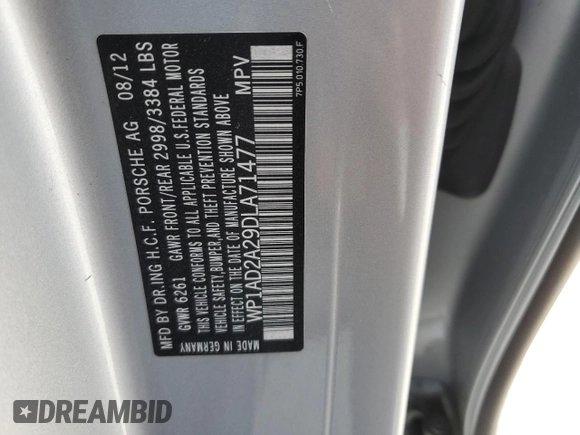 MFD BY DR.ING H.C.F. PORSCHE AG 08/12
GVWR 6261 GAWR FRONT/REAR 2998/3384 LBS
THIS VEHICLE CONFORMS TO ALL APPLICABLE U.S.FEDERAL MOTOR
VEHICLE SAFETY,BUMPER,AND THEFT PREVENTION STANDARDS
IN EFFECT ON THE DATE OF MANUFACTURE SHOWN ABOVE
WP1AD2A29DLA71477 MPV
MADE IN GERMANY
7P5.010.730.F
DREAMBID